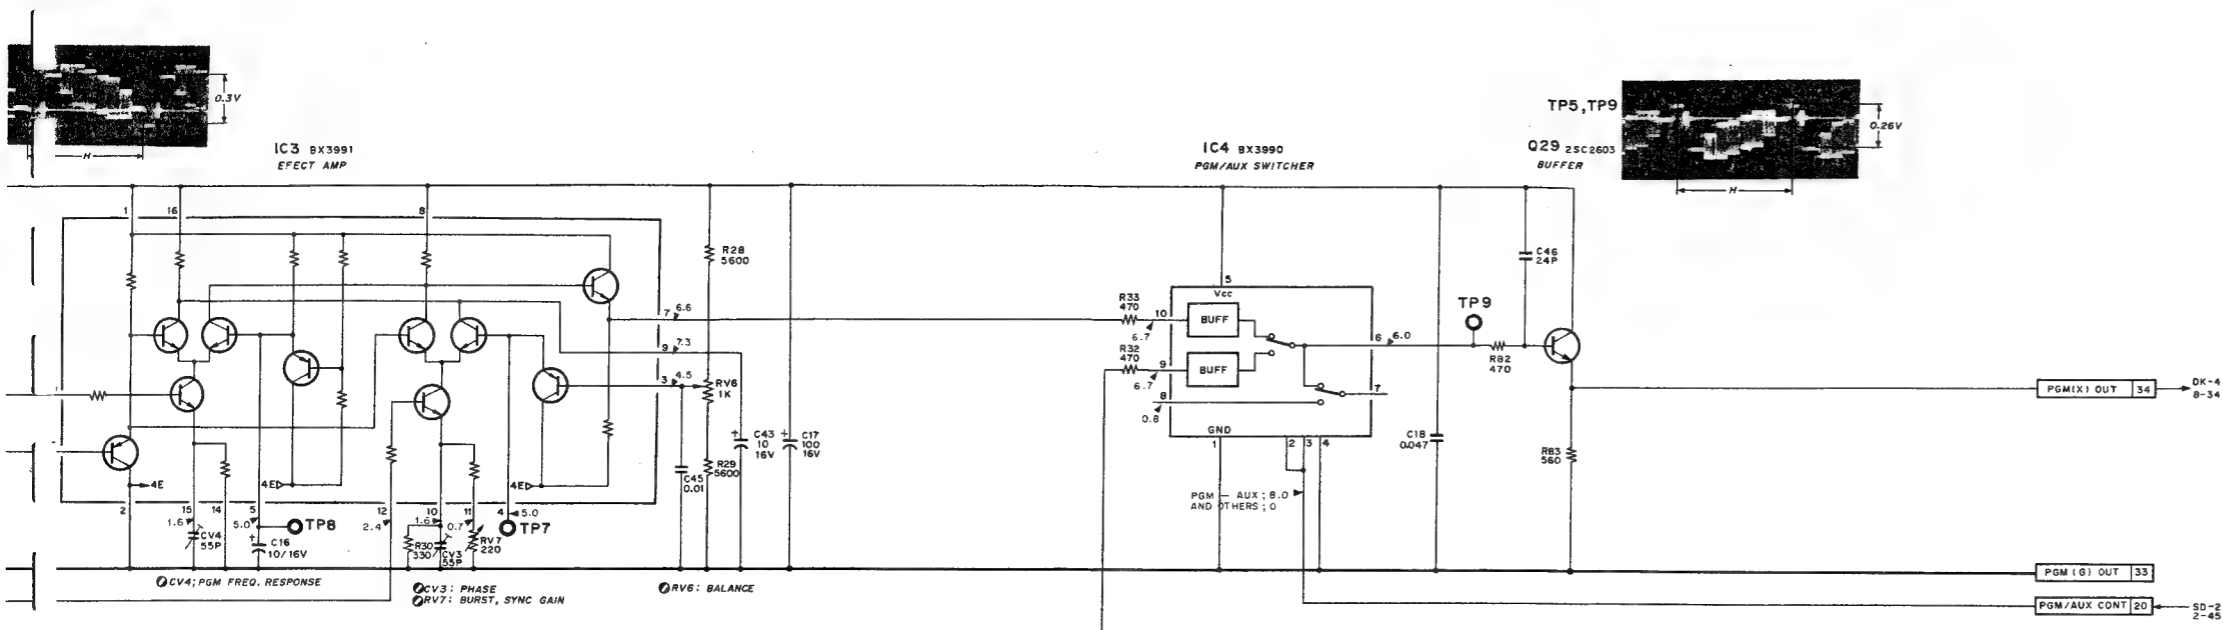 0.3V
H
IC3 BX3991
EFECT AMP
IC4 BX3990
PGM/AUX SWITCHER
TP5, TP9
Q29 2SC2603
BUFFER
0.26V
H
1
16
8
R28
5600
C46
24P
5
Vcc
R33
470
10
BUFF
6.7
TP9
7
6.6
6
6.0
9
7.3
R32
470
9
BUFF
6.7
R82
470
3
4.5
RV6
1K
7
8
0.8
PGM(X) OUT 34
DK-4
8-34
GND
1
2
3
4
C43
10
16V
C17
100
16V
C18
0.047
R83
560
R29
5600
C45
0.01
4E
4E
4E
PGM - AUX ; 8.0
AND OTHERS ; 0
2
15
14
5
12
10
11
4
5.0
1.6
5.0
TP8
2.4
1.6
0.7
TP7
CV4
55P
C16
10/16V
R30
330
CV3
55P
RV7
220
CV4; PGM FREQ. RESPONSE
CV3: PHASE
RV7: BURST, SYNC GAIN
RV6: BALANCE
PGM (G) OUT 33
PGM/AUX CONT 20
SD-2
2-45